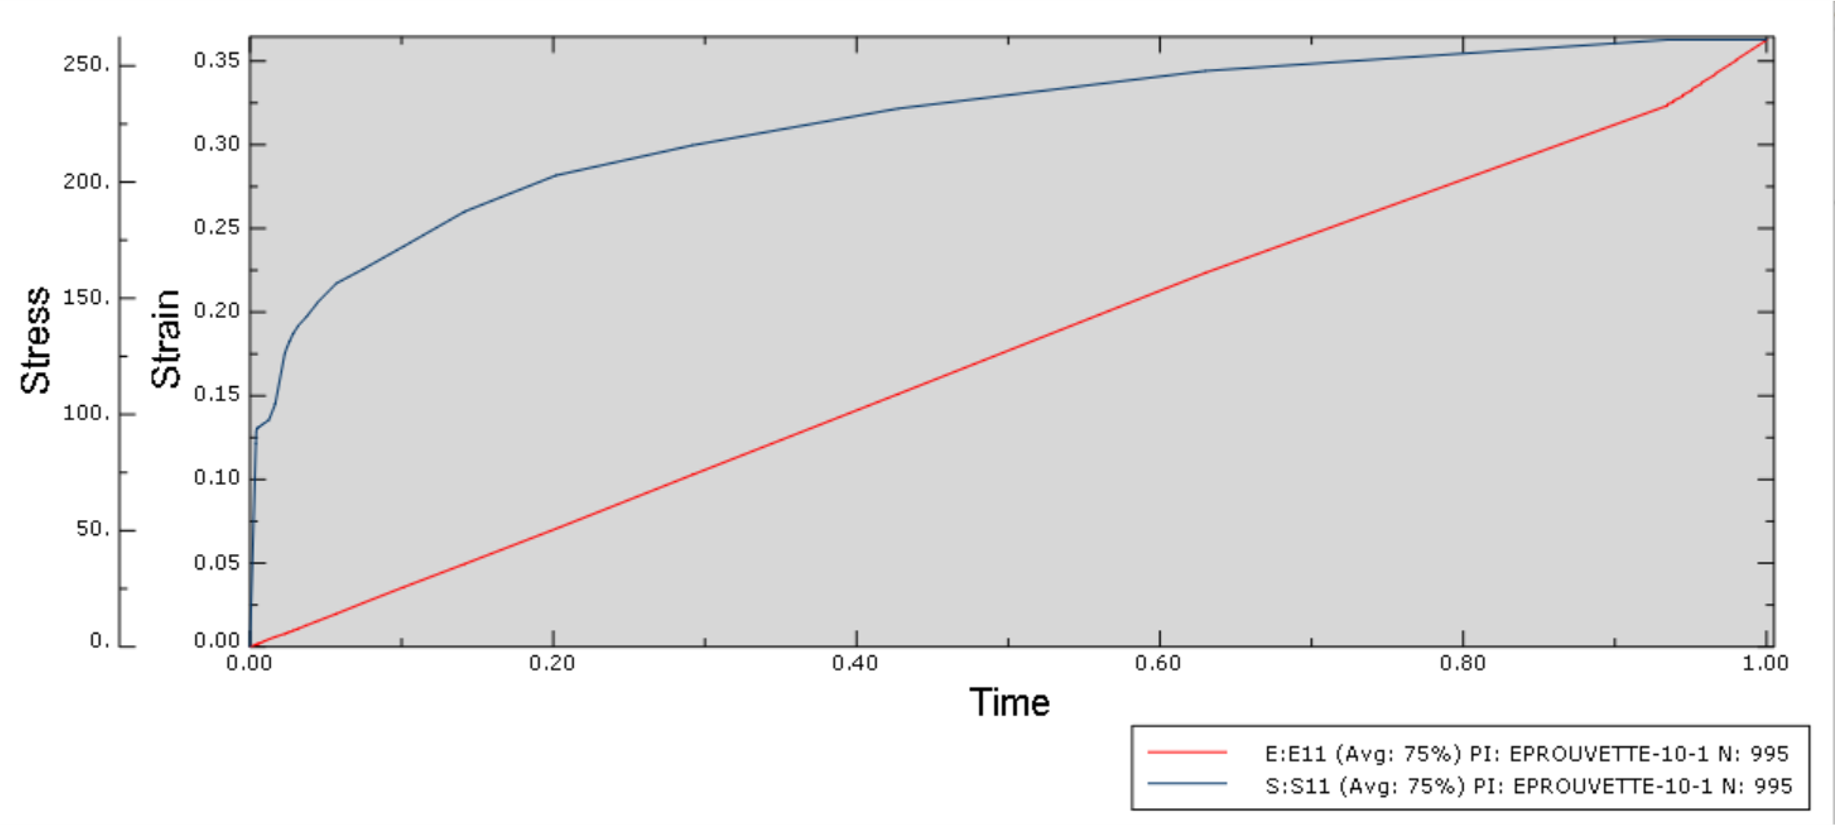 Stress
250.
200.
150.
100.
50.
0.
Strain
0.35
0.30
0.25
0.20
0.15
0.10
0.05
0.00
0.00 0.20 0.40 0.60 0.80 1.00
Time
E:E11 (Avg: 75%) PI: EPROUVETTE-10-1 N: 995
S:S11 (Avg: 75%) PI: EPROUVETTE-10-1 N: 995